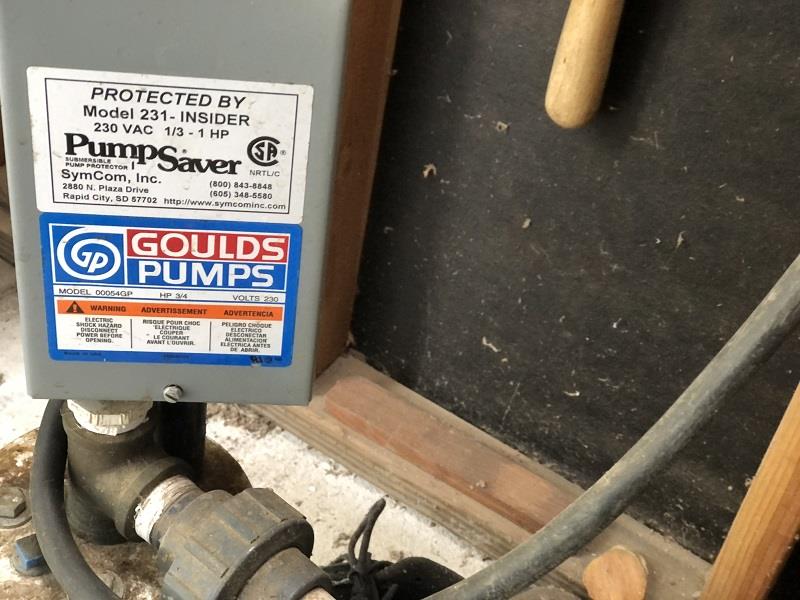 PROTECTED BY
Model 231- INSIDER
230 VAC 1/3 - 1 HP
PumpSaver
SUBMERSIBLE
PUMP PROTECTOR
SymCom, Inc.
2880 N. Plaza Drive
Rapid City, SD 57702
SA ®
NRTL/C
(800) 843-8848
(605) 348-5580
http://www.symcominc.com
GP
GOULDS
PUMPS
MODEL 00054GP HP 3/4 VOLTS 230
WARNING
ELECTRIC
SHOCK HAZARD
DISCONNECT
POWER BEFORE
OPENING.
ADVERTISSEMENT
RISQUE POUR CHOC
ELECTRIQUE
COUPER
LE COURANT
AVANT L'OUVRIR.
ADVERTENCIA
PELIGRO CHOQUE
ELECTRICO
DESCONECTAR
ALIMENTACION
ELECTRICA ANTES
DE ABRIR.